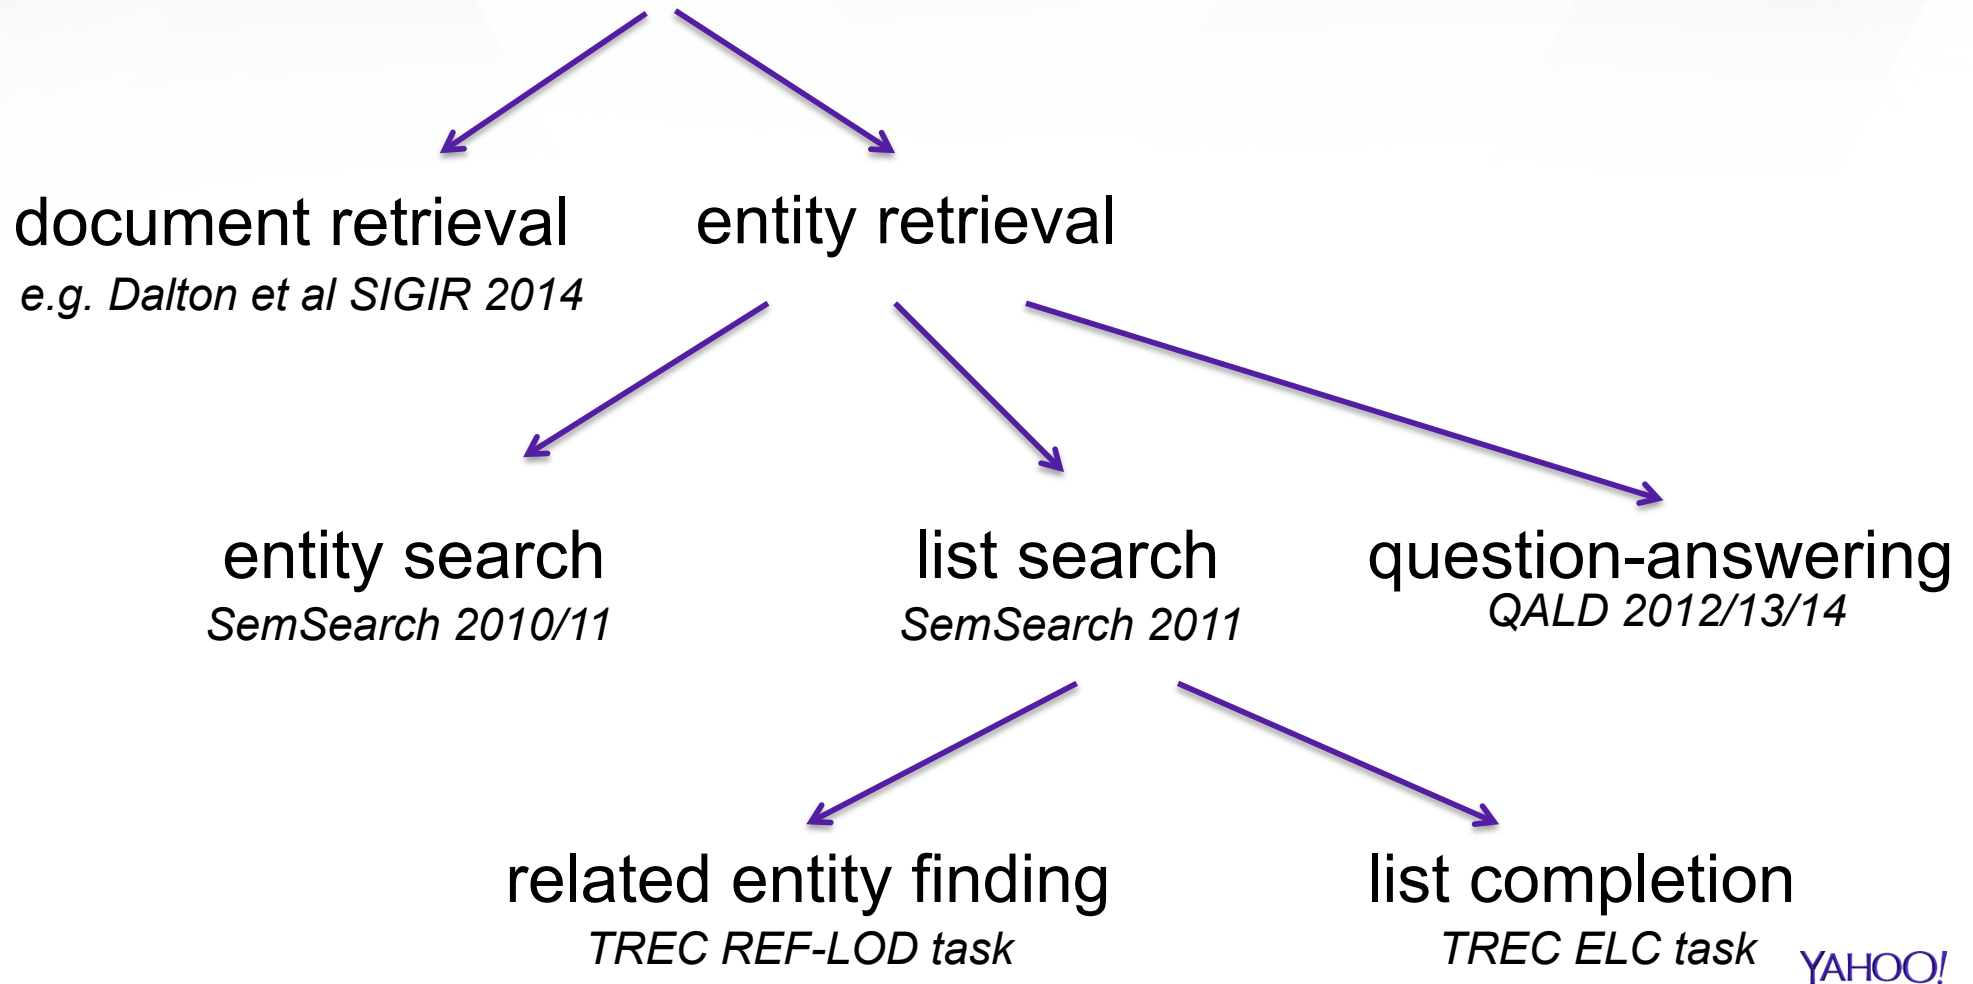 document retrieval
e.g. Dalton et al SIGIR 2014
entity retrieval
entity search
SemSearch 2010/11
list search
SemSearch 2011
question-answering
QALD 2012/13/14
related entity finding
TREC REF-LOD task
list completion
TREC ELC task
YAHOO!